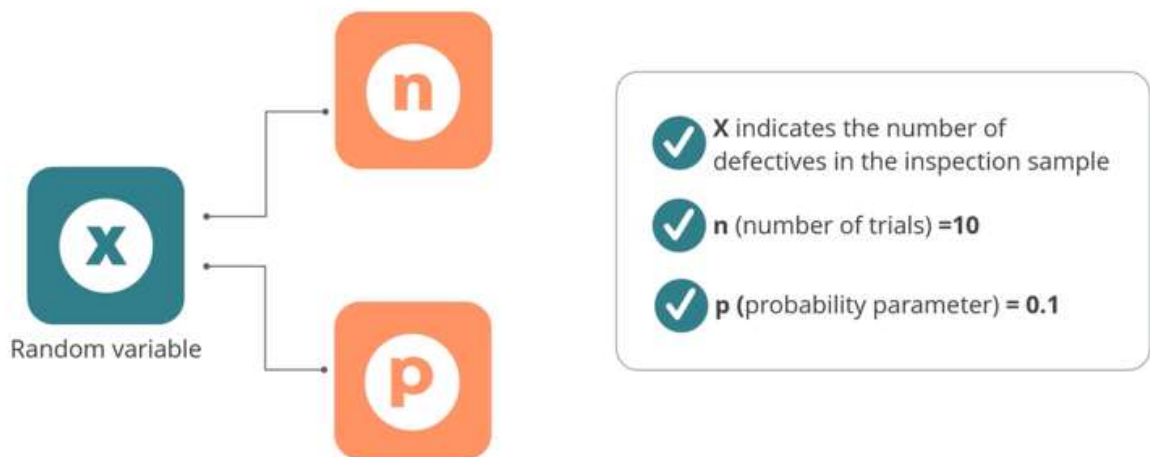 n
x
Random variable
p
X indicates the number of
defectives in the inspection sample
n (number of trials) =10
p (probability parameter) = 0.1